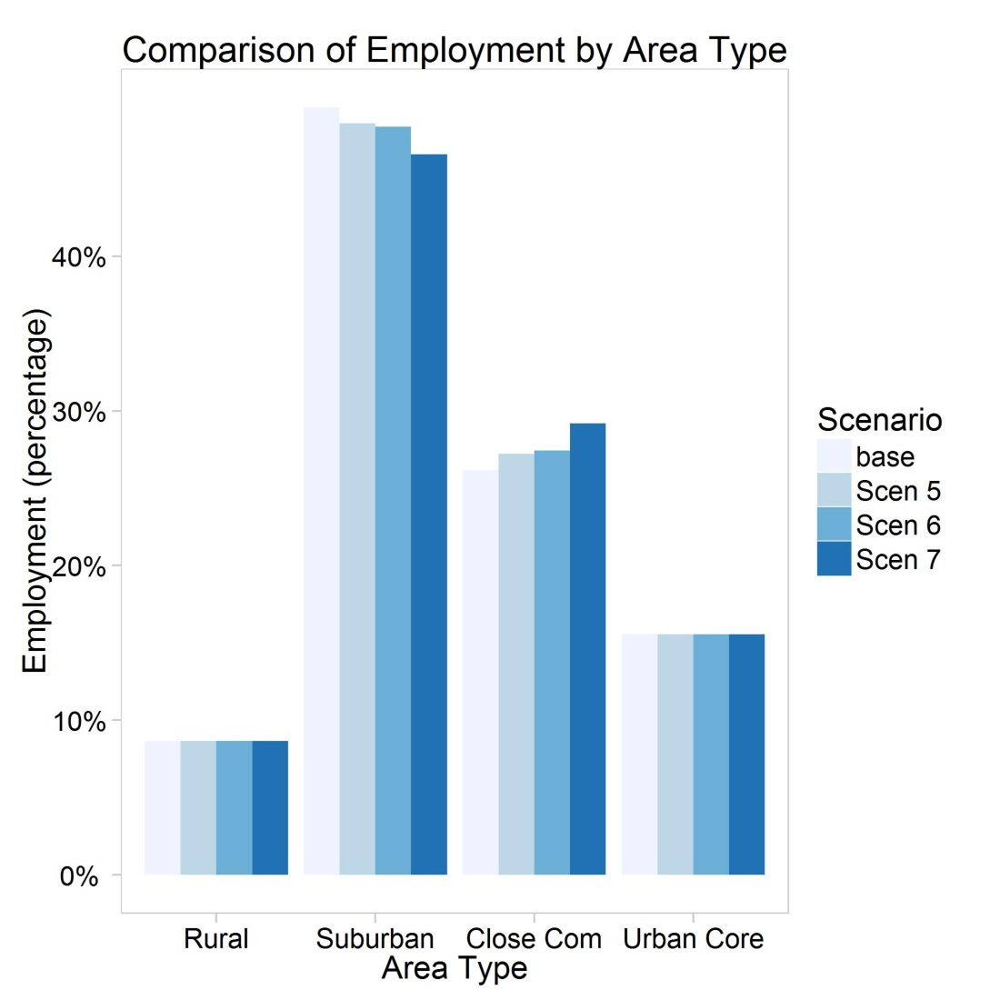 Comparison of Employment by Area Type
Employment (percentage)
40%
30%
20%
10%
0%
Rural
Suburban
Close Com
Urban Core
Area Type
Scenario
base
Scen 5
Scen 6
Scen 7